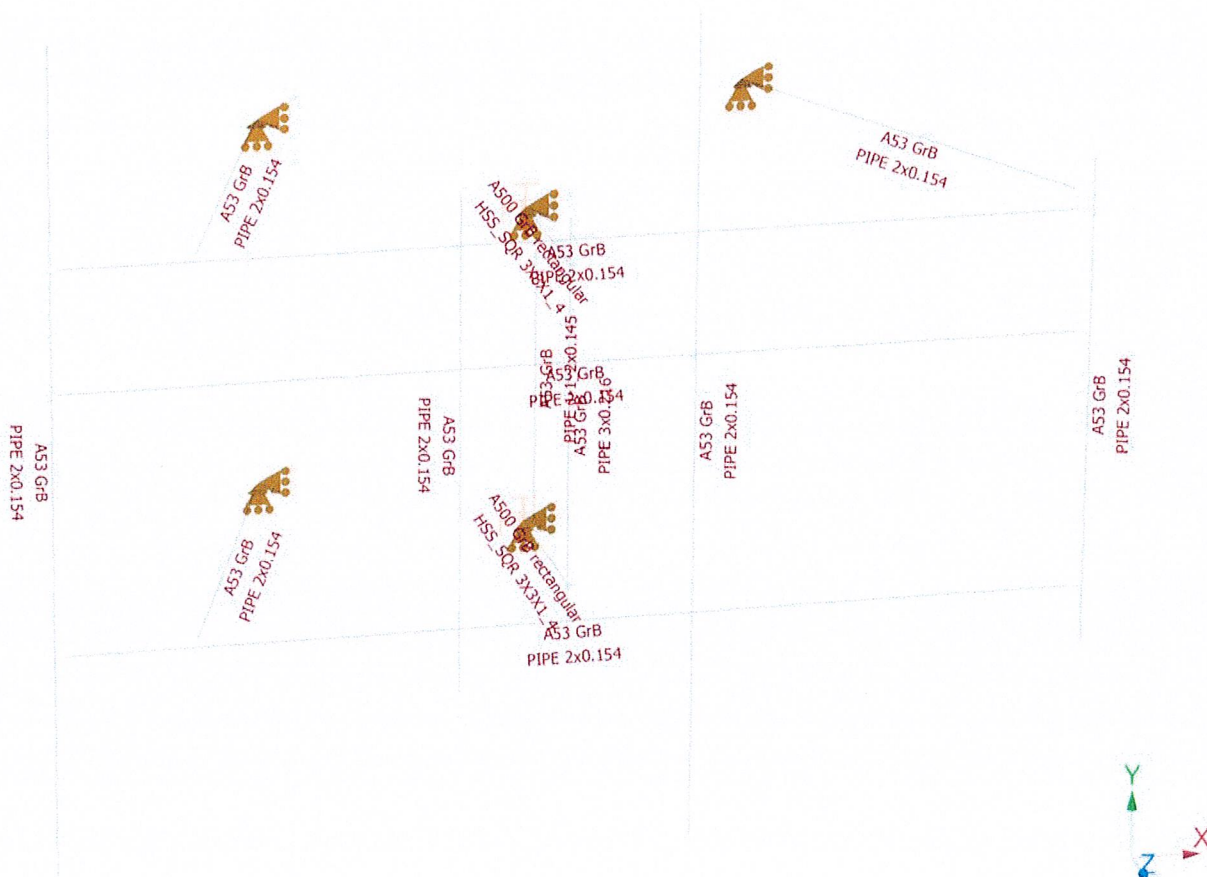 A53 GrB
PIPE 2x0.154
A53 GrB
PIPE 2x0.154
A500 GrB rectangular
HSS_SQR 3X3X1_4
A53 GrB
PIPE 2x0.154
A53 GrB
PIPE 2x0.154
A53 GrB
A53 GrB
PIPE 3x0.216
A53 GrB
PIPE 2x0.154
A53 GrB
PIPE 2x0.154
A53 GrB
PIPE 2x0.154
A53 GrB
PIPE 2x0.154
A53 GrB
PIPE 2x0.154
A500 GrB rectangular
HSS_SQR 3X3X1_4
A53 GrB
PIPE 2x0.154
Y
X
Z